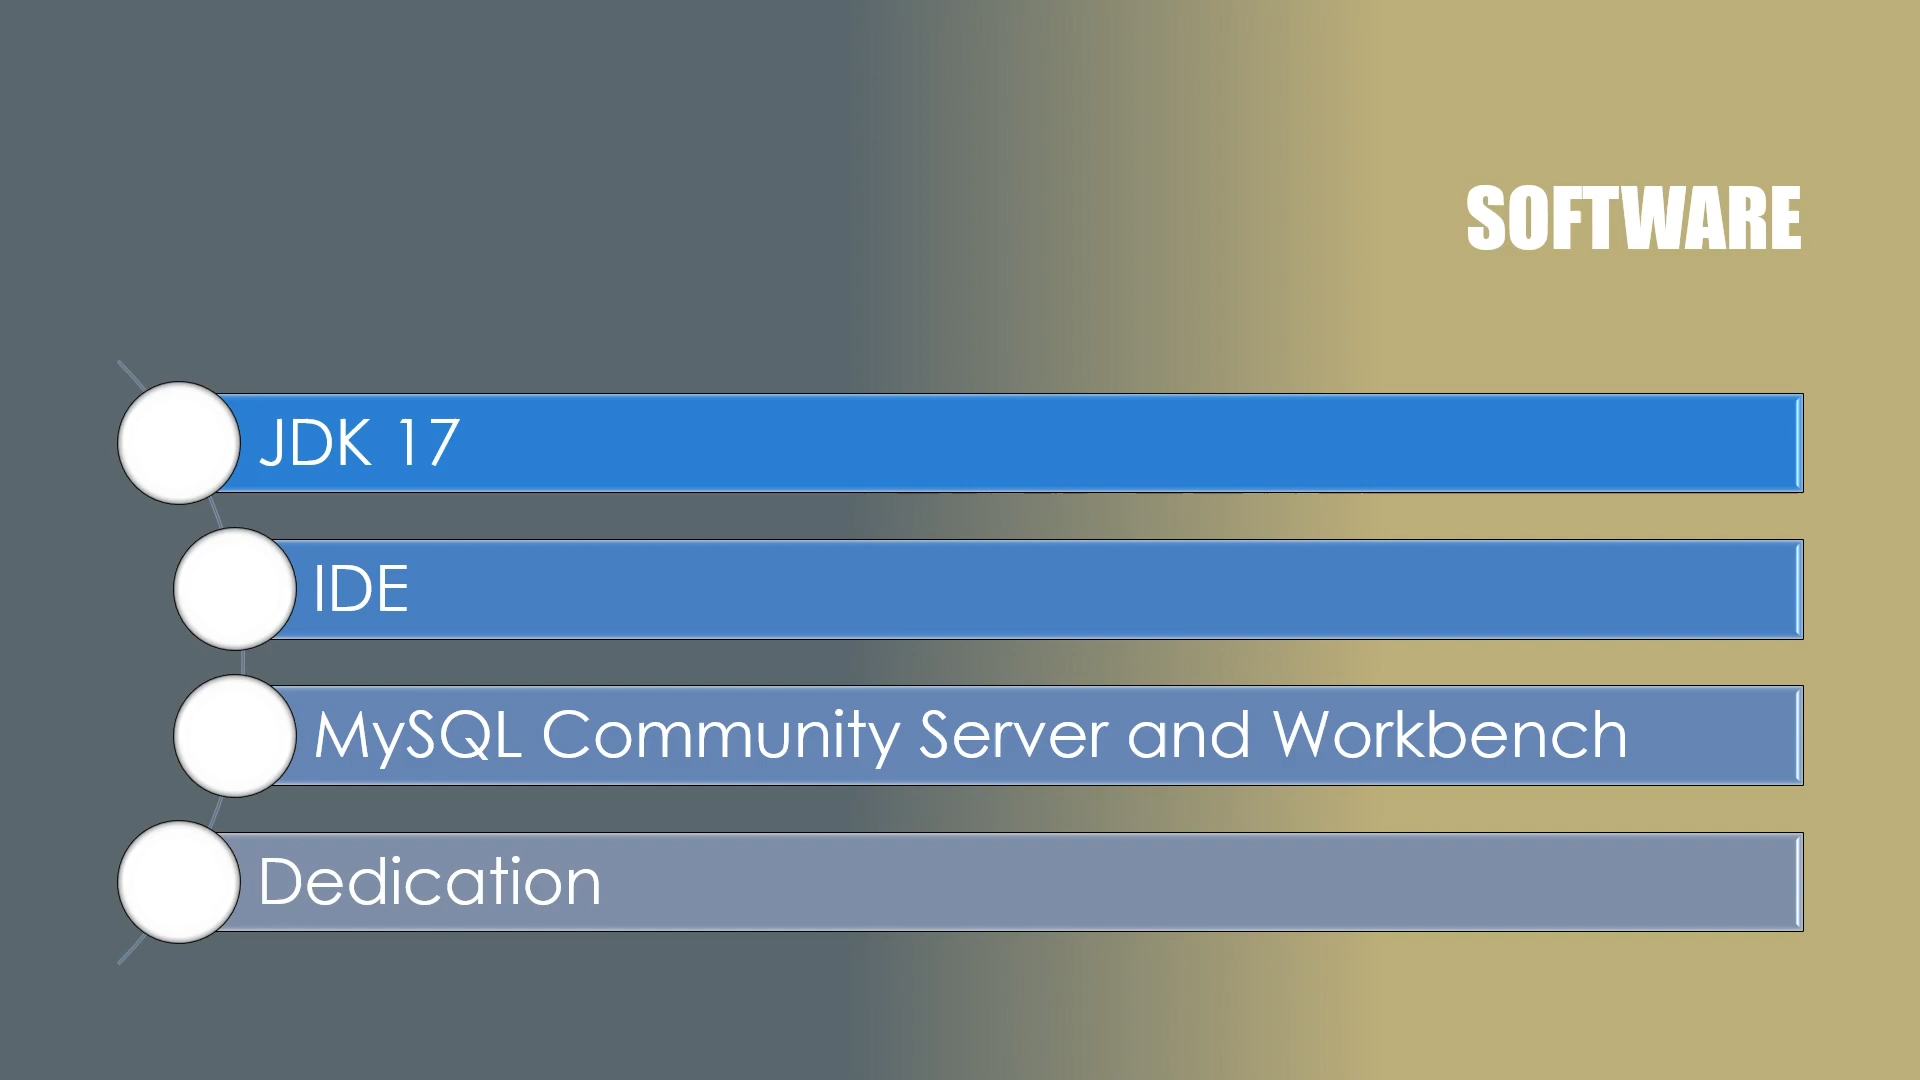 SOFTWARE
JDK 17
IDE
MySQL Community Server and Workbench
Dedication